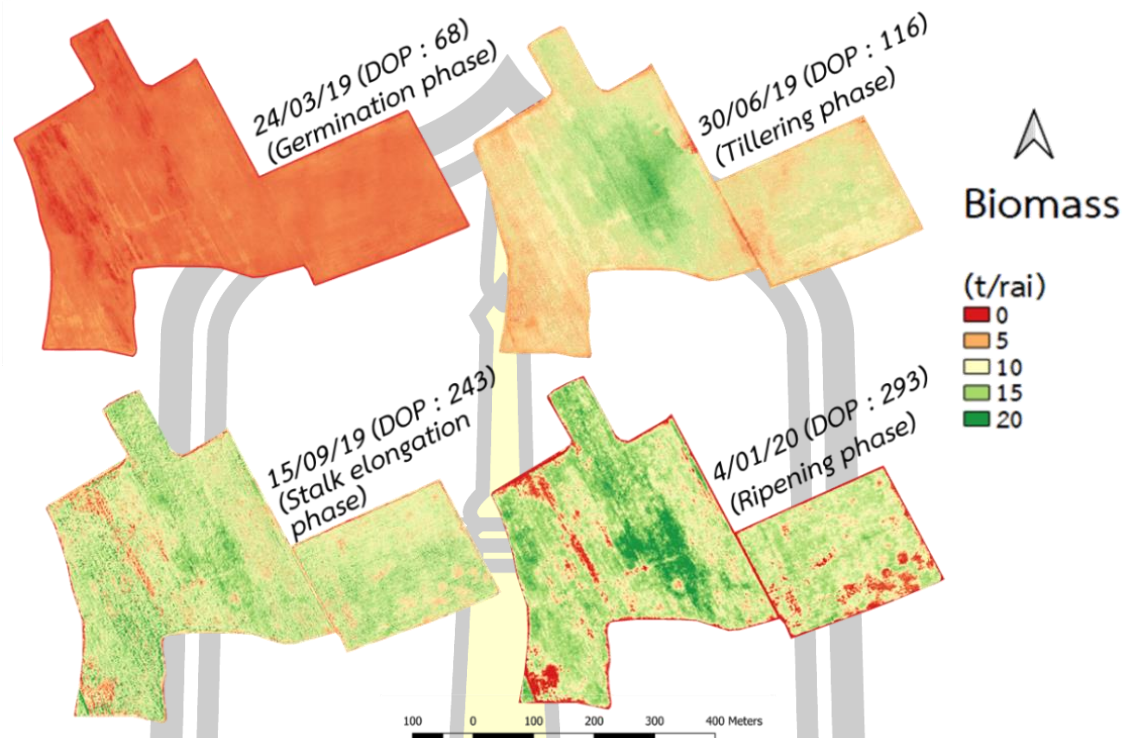 24/03/19 (DOP : 68)
(Germination phase)
30/06/19 (DOP : 116)
(Tillering phase)
Biomass
(t/rai)
0
5
10
15
20
15/09/19 (DOP : 243)
(Stalk elongation
phase)
4/01/20 (DOP : 293)
(Ripening phase)
100 0 100 200 300 400 Meters